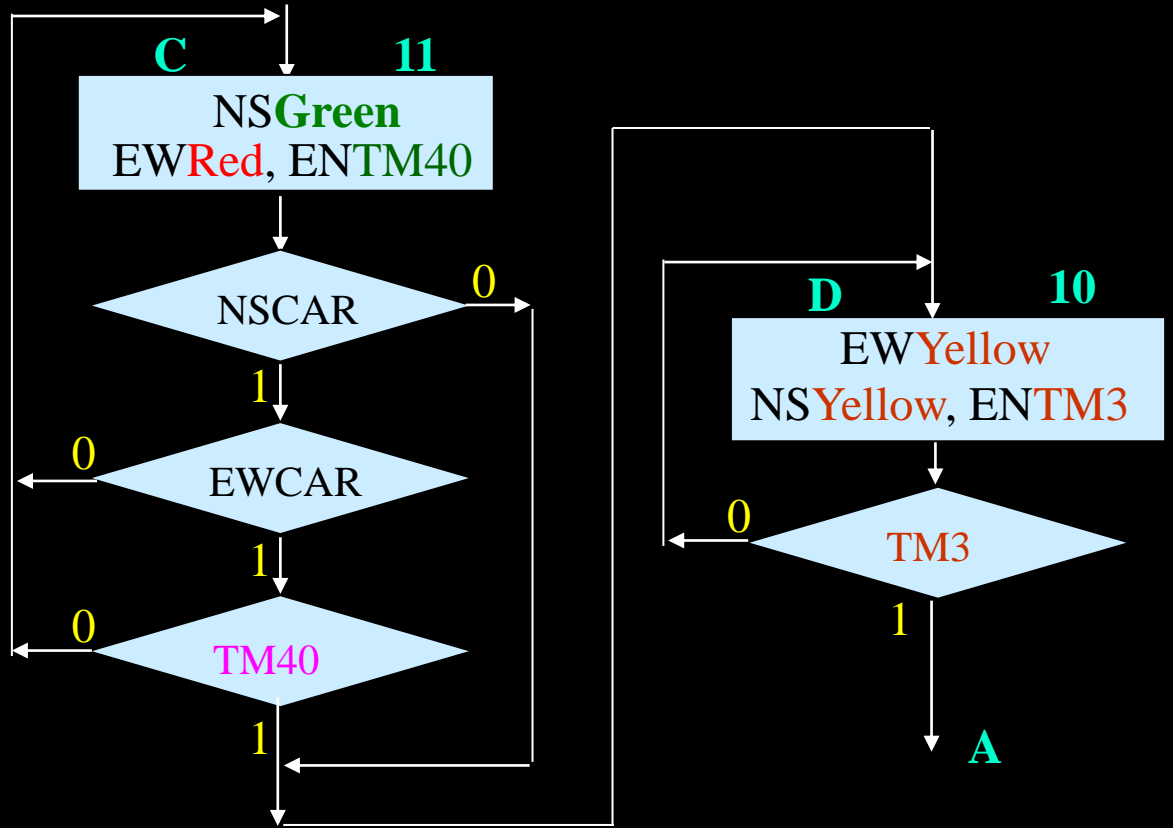 C
11
NSGreen
EWRed, ENTM40
NSCAR
0
1
EWCAR
0
1
TM40
0
1
D
10
EWYellow
NSYellow, ENTM3
TM3
0
1
A